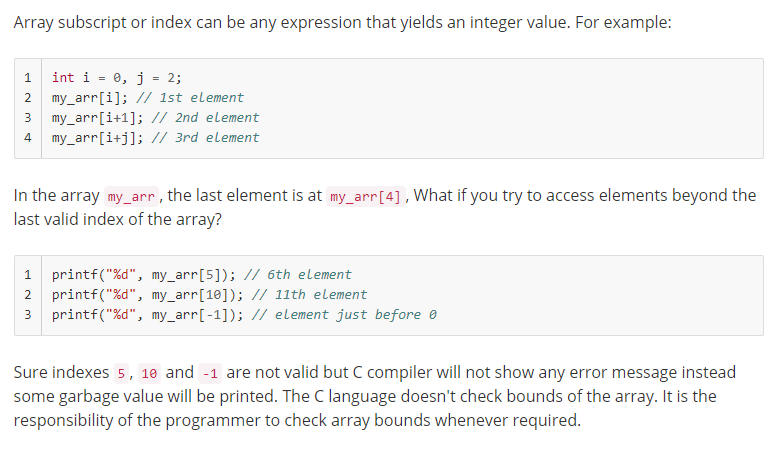 Array subscript or index can be any expression that yields an integer value. For example:
1 int i = 0, j = 2;
2 my_arr[i]; // 1st element
3 my_arr[i+1]; // 2nd element
4 my_arr[i+j]; // 3rd element
In the array my_arr, the last element is at my_arr[4], What if you try to access elements beyond the
last valid index of the array?
1 printf("%d", my_arr[5]); // 6th element
2 printf("%d", my_arr[10]); // 11th element
3 printf("%d", my_arr[-1]); // element just before 0
Sure indexes 5, 10 and -1 are not valid but C compiler will not show any error message instead
some garbage value will be printed. The C language doesn't check bounds of the array. It is the
responsibility of the programmer to check array bounds whenever required.